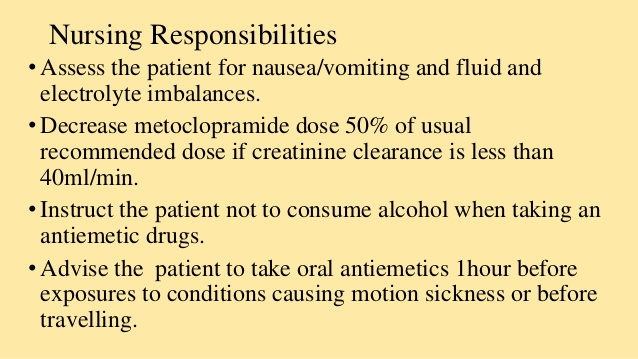 Nursing Responsibilities
• Assess the patient for nausea/vomiting and fluid and
electrolyte imbalances.
• Decrease metoclopramide dose 50% of usual
recommended dose if creatinine clearance is less than
40ml/min.
• Instruct the patient not to consume alcohol when taking an
antiemetic drugs.
• Advise the  patient to take oral antiemetics 1hour before
exposures to conditions causing motion sickness or before
travelling.